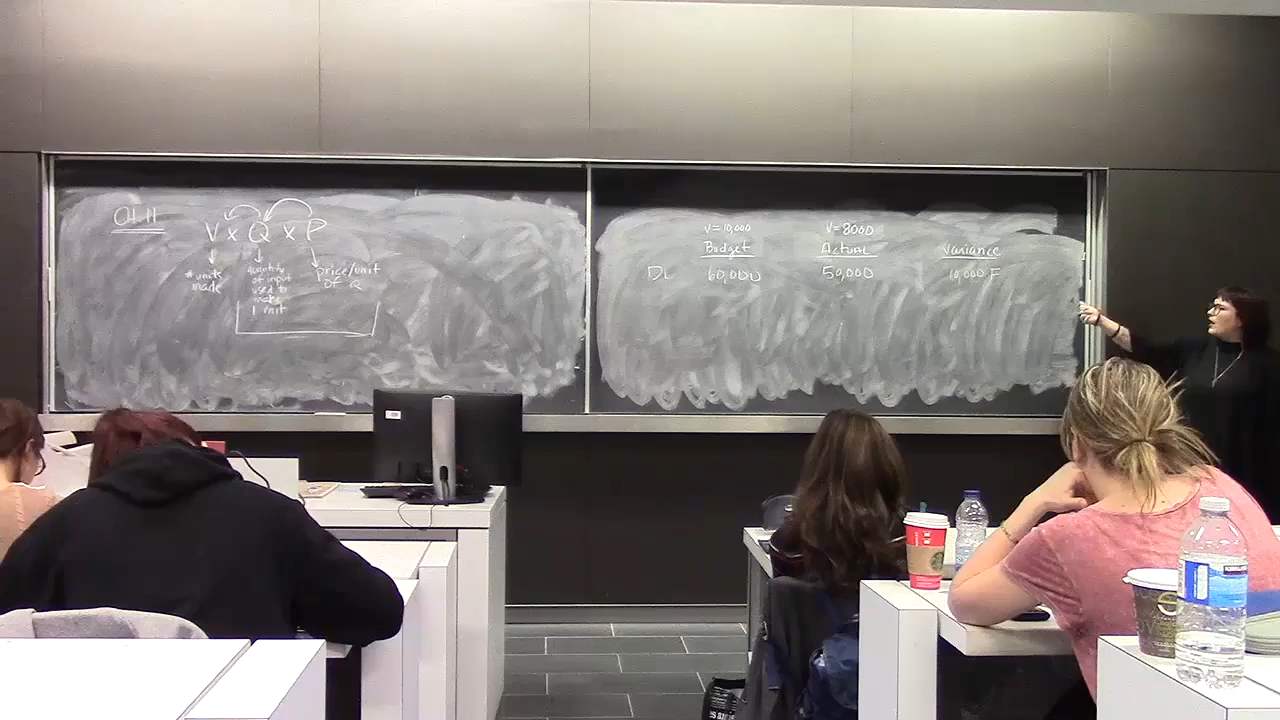 Ch. 11
V x Q x P
# units
made
quantity
of input
used to
make
1 unit
price/unit
of Q
V=10,000
V=8000
Budget
Actual
Variance
DL
60,000
50,000
10,000 F